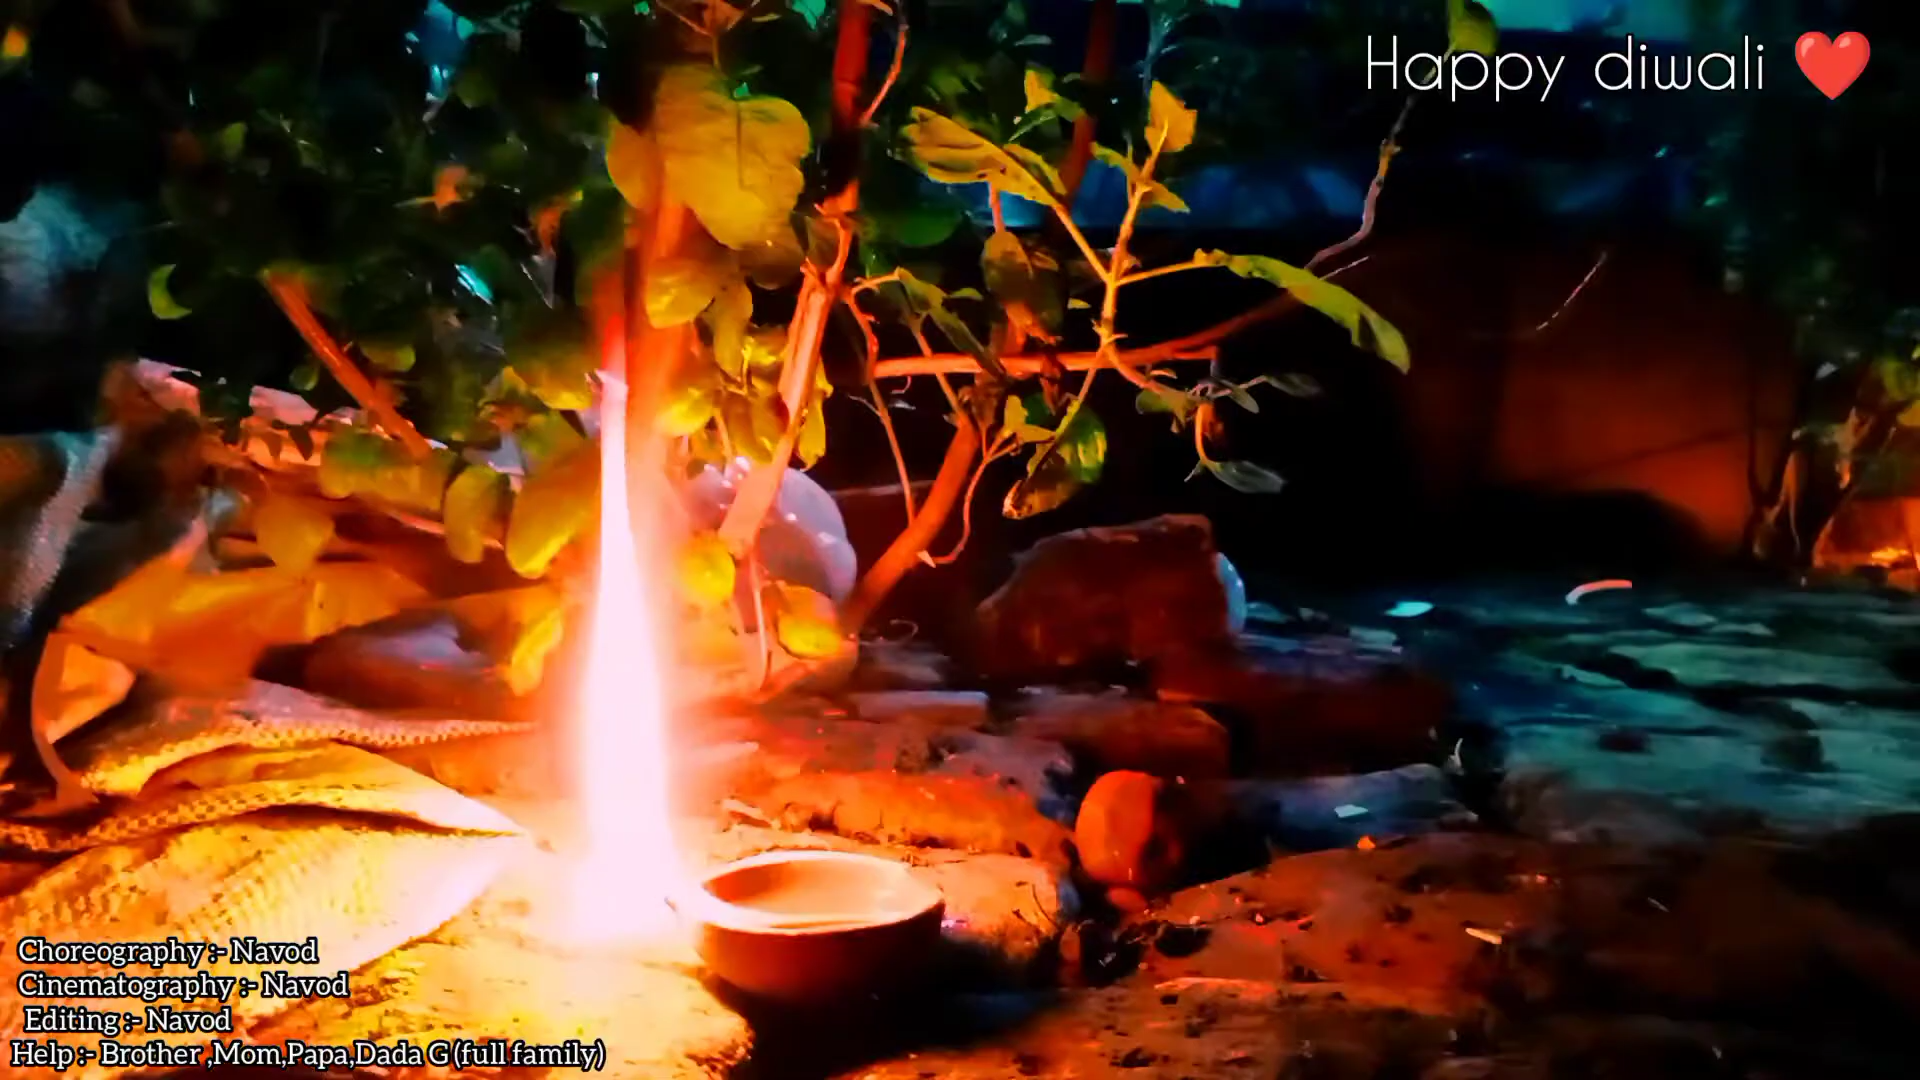 Happy diwali ❤️
Choreography :- Navod
Cinematography :- Navod
Editing :- Navod
Help :- Brother ,Mom,Papa,Dada G (full family)